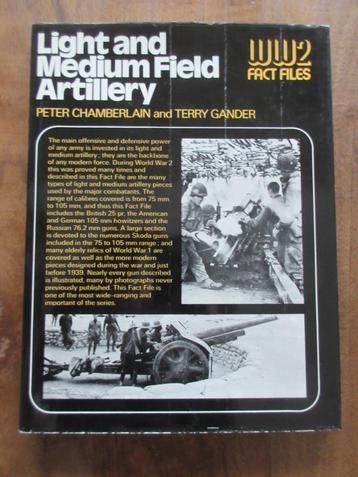 Light and
Medium Field
Artillery
WW2
FACT FILES
PETER CHAMBERLAIN and TERRY GANDER
The main offensive and defensive power
of any army is invested in its light and
medium artillery; they are the backbone
of any modern force. During World War 2
this was proved many times and
described in this Fact File are the many
types of light and medium artillery pieces
used by the major combatants. The
range of calibres covered is from 75 mm
to 105 mm, and thus this Fact File
includes the British 25 pr, the American
and German 105 mm howitzers and the
Russian 76.2 mm guns. A large section
is devoted to the numerous Skoda guns
included in the 75 to 105 mm range; and
many elderly relics of World War 1 are
covered as well as the more modern
pieces designed during the war and just
before 1939. Nearly every gun described
is illustrated, many by photographs never
previously published. This Fact File is
one of the most wide-ranging and
important of the series.